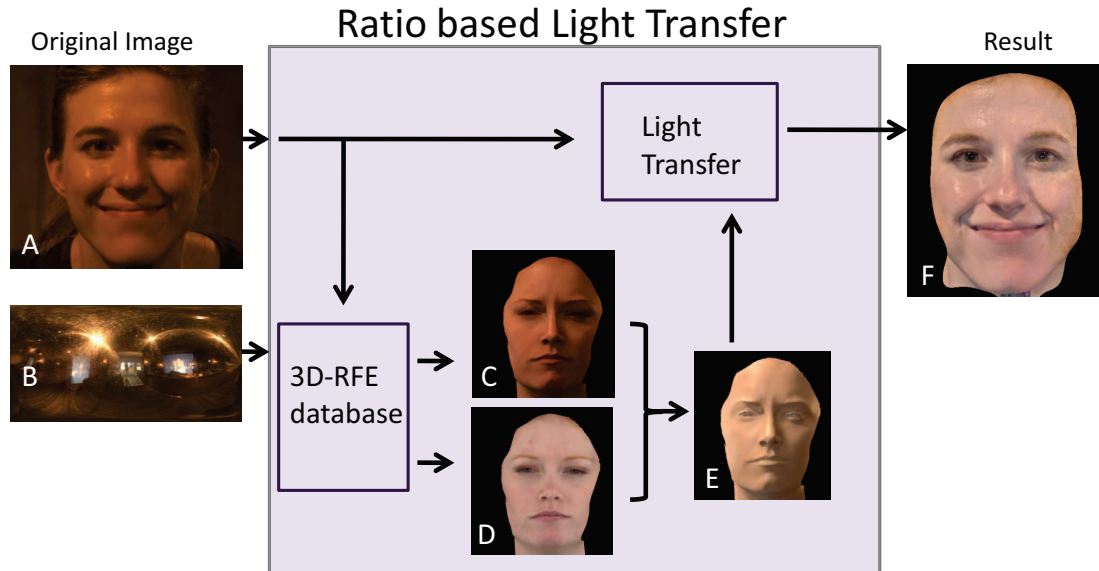 Ratio based Light Transfer
Original Image
Result
Light
Transfer
A
F
B
3D-RFE
database
C
D
E